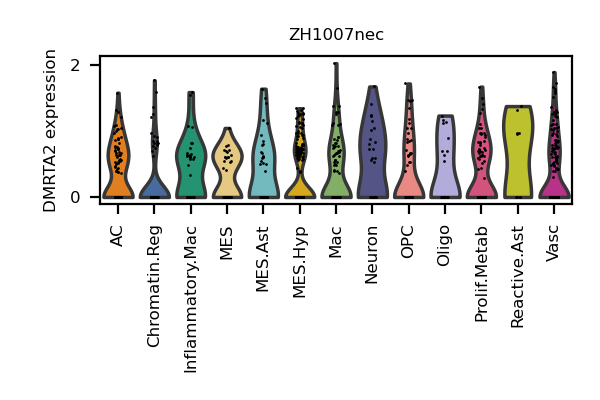 ZH1007nec
DMRTA2 expression
2
0
AC
Chromatin.Reg
Inflammatory.Mac
MES
MES.Ast
MES.Hyp
Mac
Neuron
OPC
Oligo
Prolif.Metab
Reactive.Ast
Vasc